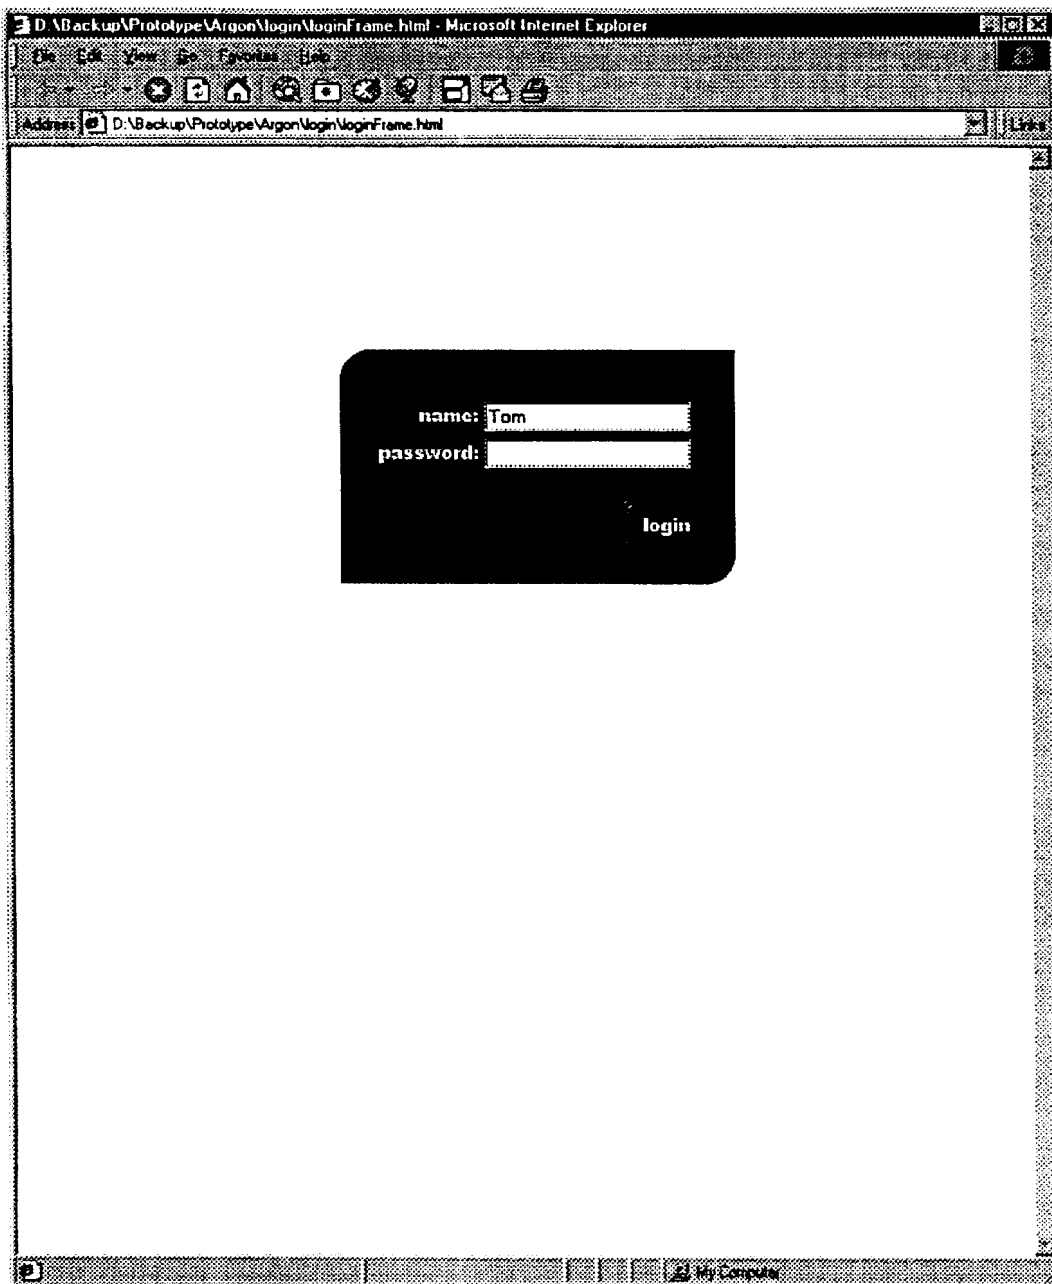 D:\Backup\Prototype\Argon\login\loginFrame.html - Microsoft Internet Explorer
File Edit View Go Favorites Help
Address D:\Backup\Prototype\Argon\login\loginFrame.html Links
name: Tom
password:
login
My Computer